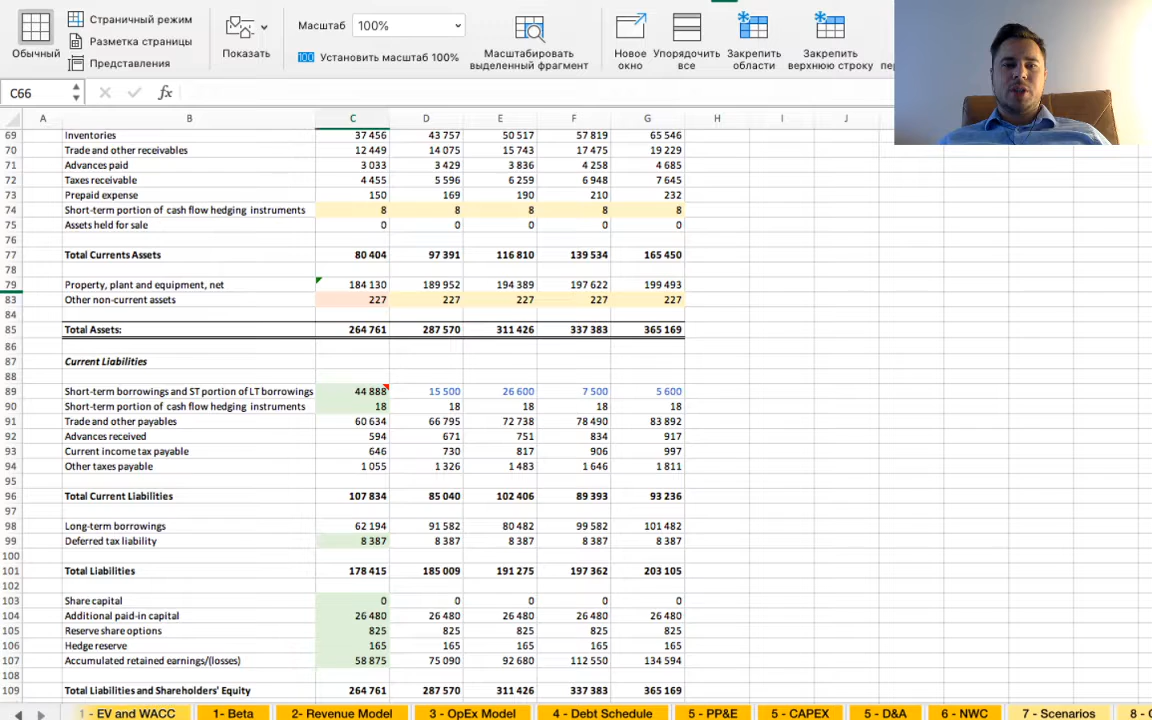 Обычный
Страничный режим
Разметка страницы
Представления
Показать
Масштаб 100%
100 Установить масштаб 100%
Масштабировать выделенный фрагмент
Новое окно
Упорядочить все
Закрепить области
Закрепить верхнюю строку
C66 fx
A B C D E F G H I J
69 Inventories 37 456 43 757 50 517 57 819 65 546
70 Trade and other receivables 12 449 14 075 15 743 17 475 19 229
71 Advances paid 3 033 3 429 3 836 4 258 4 685
72 Taxes receivable 4 455 5 596 6 259 6 948 7 645
73 Prepaid expense 150 169 190 210 232
74 Short-term portion of cash flow hedging instruments 8 8 8 8 8
75 Assets held for sale 0 0 0 0 0
76
77 Total Currents Assets 80 404 97 391 116 810 139 534 165 450
78
79 Property, plant and equipment, net 184 130 189 952 194 389 197 622 199 493
83 Other non-current assets 227 227 227 227 227
84
85 Total Assets: 264 761 287 570 311 426 337 383 365 169
86
87 Current Liabilities
88
89 Short-term borrowings and ST portion of LT borrowings 44 888 15 500 26 600 7 500 5 600
90 Short-term portion of cash flow hedging instruments 18 18 18 18 18
91 Trade and other payables 60 634 66 795 72 738 78 490 83 892
92 Advances received 594 671 751 834 917
93 Current income tax payable 646 730 817 906 997
94 Other taxes payable 1 055 1 326 1 483 1 646 1 811
95
96 Total Current Liabilities 107 834 85 040 102 406 89 393 93 236
97
98 Long-term borrowings 62 194 91 582 80 482 99 582 101 482
99 Deferred tax liability 8 387 8 387 8 387 8 387 8 387
100
101 Total Liabilities 178 415 185 009 191 275 197 362 203 105
102
103 Share capital 0 0 0 0 0
104 Additional paid-in capital 26 480 26 480 26 480 26 480 26 480
105 Reserve share options 825 825 825 825 825
106 Hedge reserve 165 165 165 165 165
107 Accumulated retained earnings/(losses) 58 875 75 090 92 680 112 550 134 594
108
109 Total Liabilities and Shareholders' Equity 264 761 287 570 311 426 337 383 365 169
1 - EV and WACC 1- Beta 2- Revenue Model 3 - OpEx Model 4 - Debt Schedule 5 - PP&E 5 - CAPEX 5 - D&A 6 - NWC 7 - Scenarios 8 -